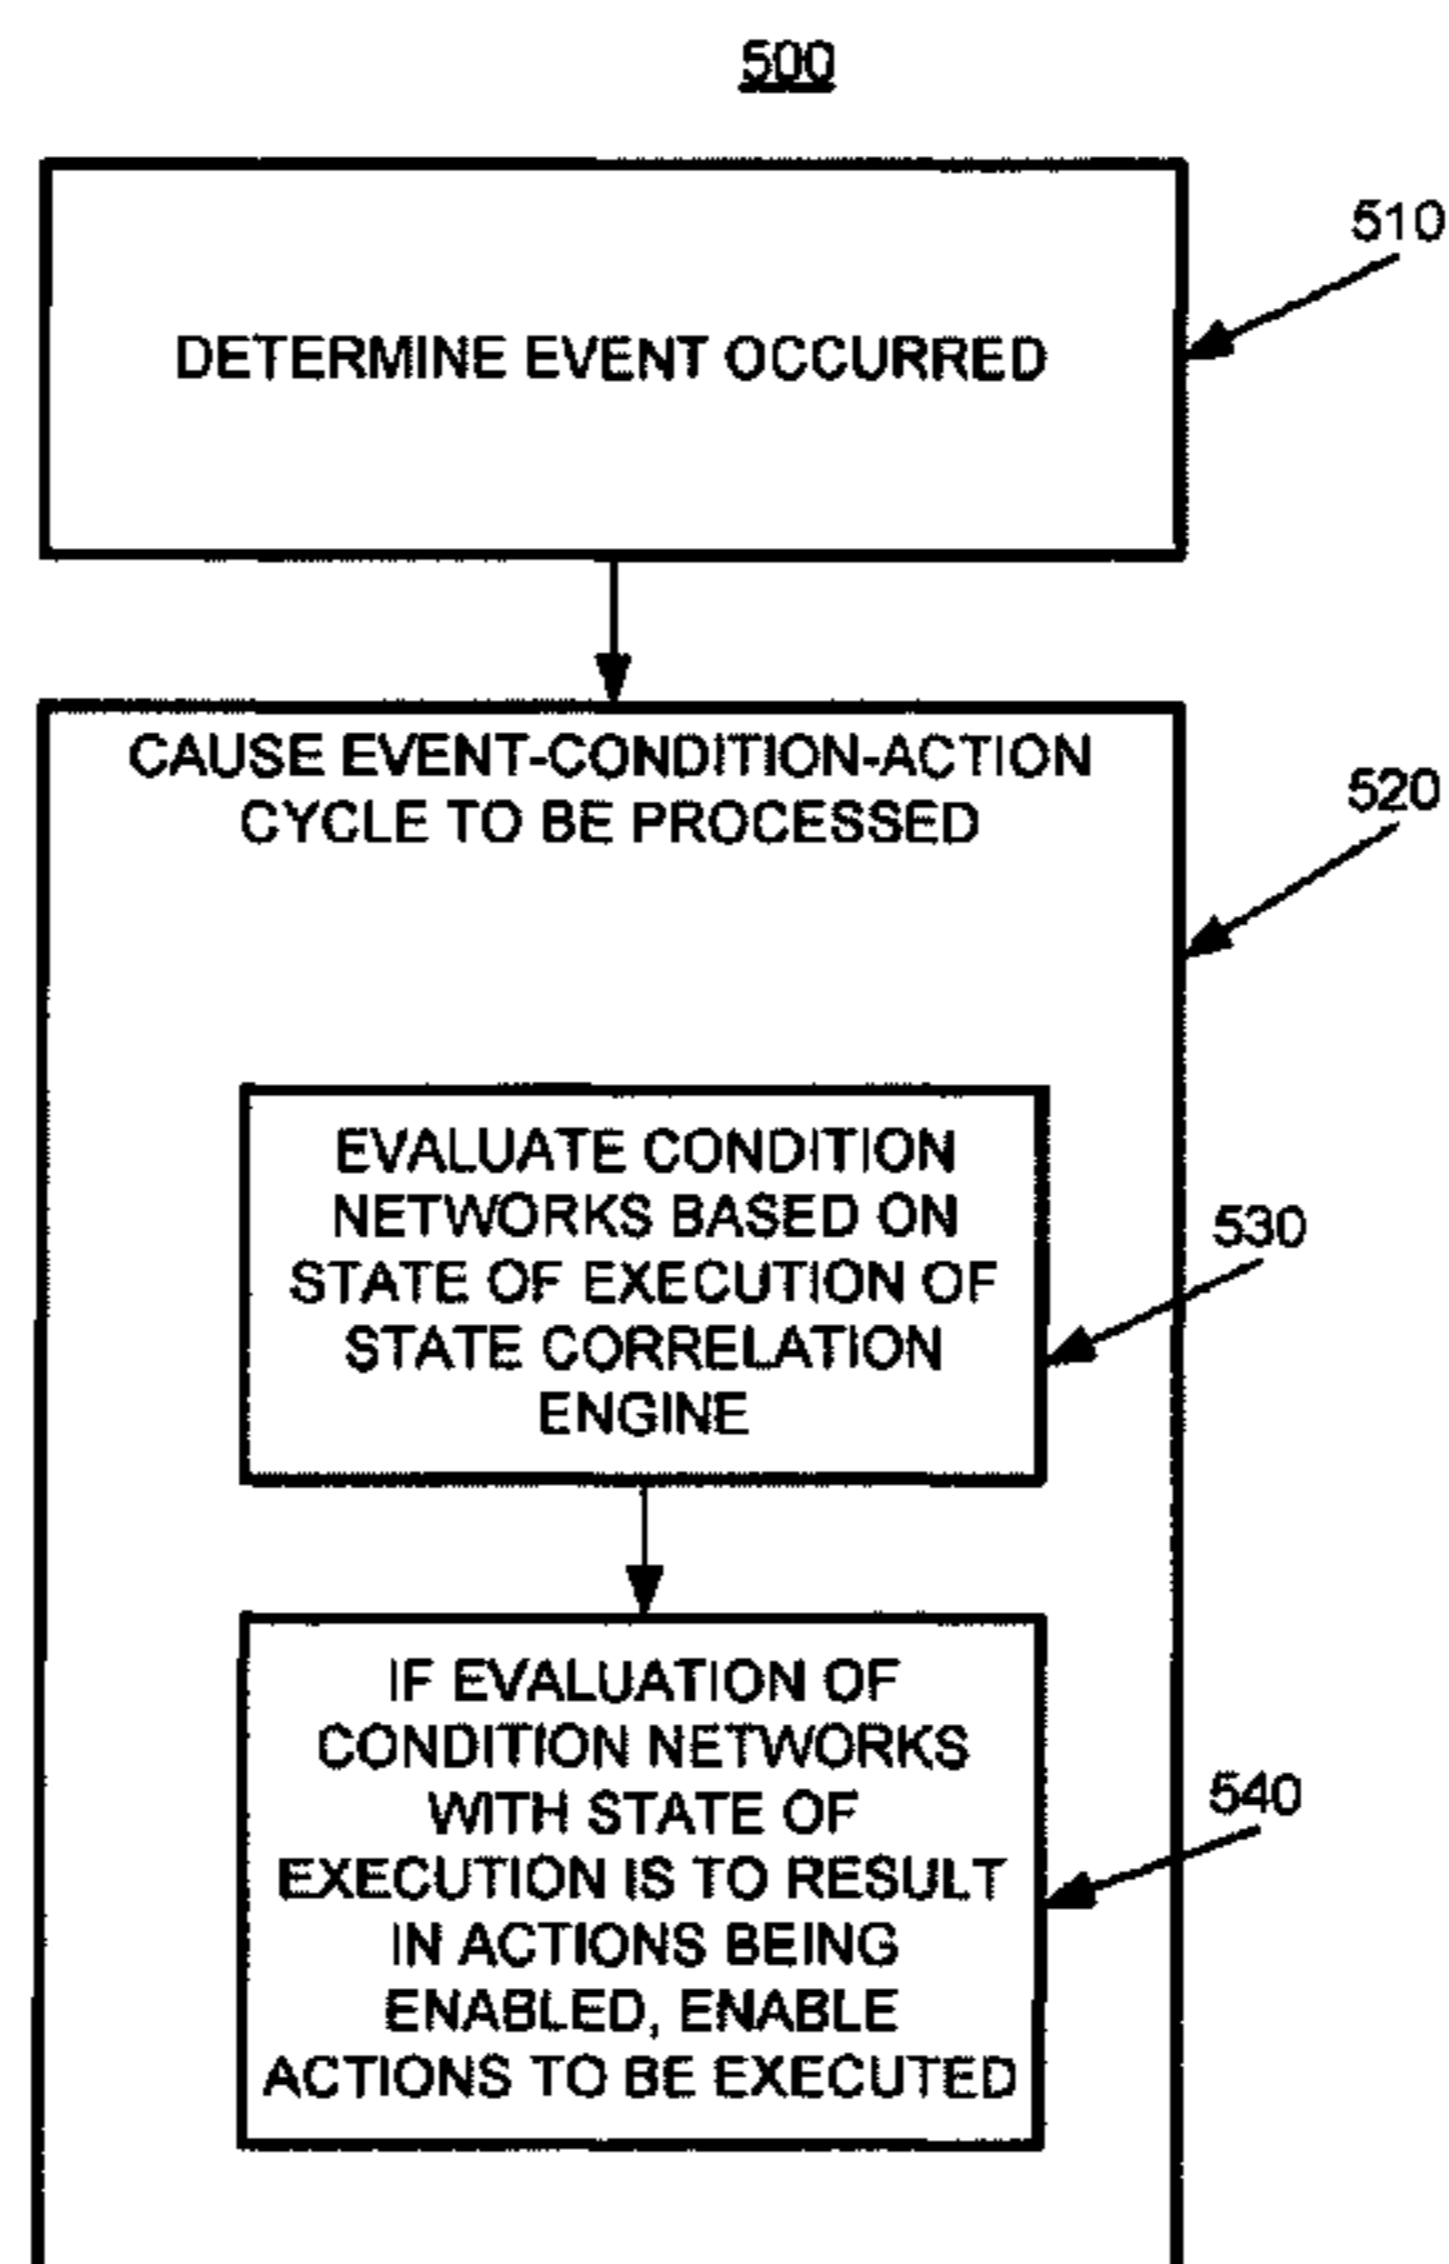 500
510
DETERMINE EVENT OCCURRED
CAUSE EVENT-CONDITION-ACTION
CYCLE TO BE PROCESSED
520
EVALUATE CONDITION
NETWORKS BASED ON
STATE OF EXECUTION OF
STATE CORRELATION
ENGINE
530
IF EVALUATION OF
CONDITION NETWORKS
WITH STATE OF
EXECUTION IS TO RESULT
IN ACTIONS BEING
ENABLED, ENABLE
ACTIONS TO BE EXECUTED
540